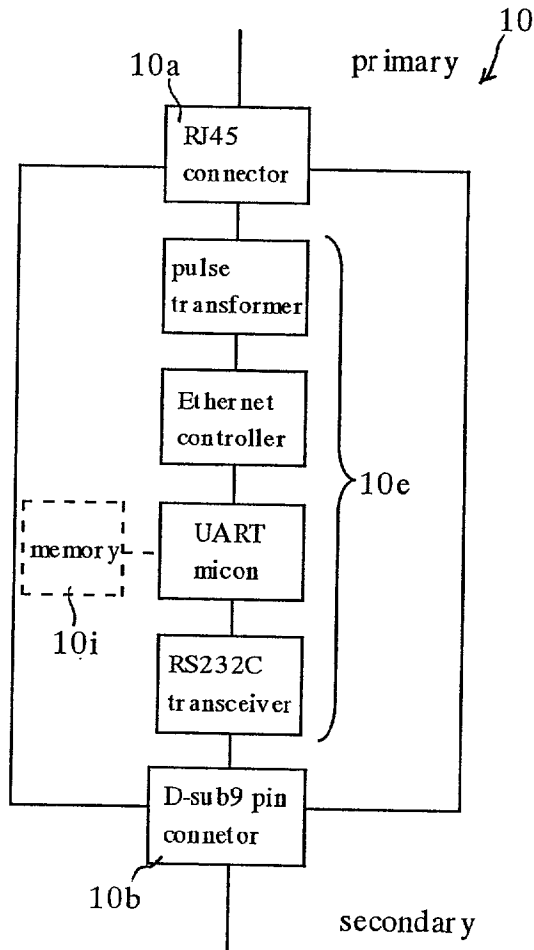 10
primary
10a
RJ45
connector
pulse
transformer
Ethernet
controller
10e
memory
UART
micon
10i
RS232C
transceiver
D-sub9 pin
connetor
10b
secondary